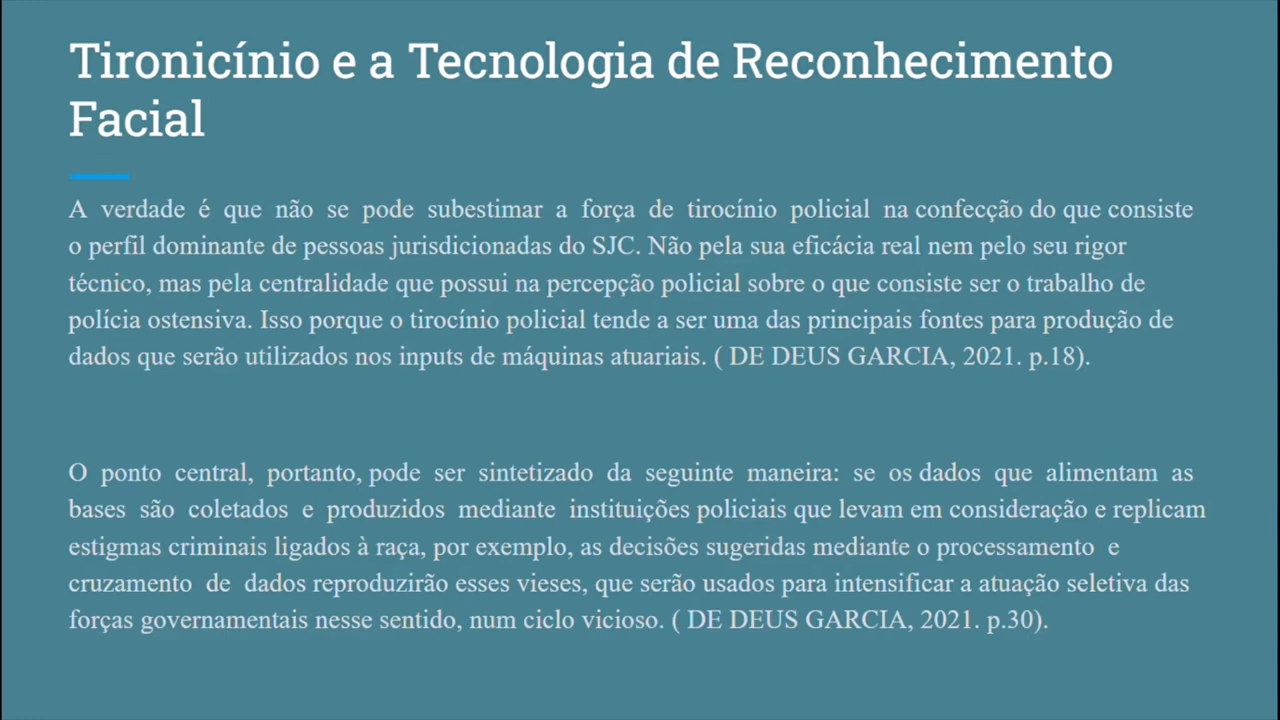 Tironicínio e a Tecnologia de Reconhecimento
Facial
A verdade é que não se pode subestimar a força de tirocínio policial na confecção do que consiste
o perfil dominante de pessoas jurisdicionadas do SJC. Não pela sua eficácia real nem pelo seu rigor
técnico, mas pela centralidade que possui na percepção policial sobre o que consiste ser o trabalho de
polícia ostensiva. Isso porque o tirocínio policial tende a ser uma das principais fontes para produção de
dados que serão utilizados nos inputs de máquinas atuariais. ( DE DEUS GARCIA, 2021. p.18).
O ponto central, portanto, pode ser sintetizado da seguinte maneira: se os dados que alimentam as
bases são coletados e produzidos mediante instituições policiais que levam em consideração e replicam
estigmas criminais ligados à raça, por exemplo, as decisões sugeridas mediante o processamento e
cruzamento de dados reproduzirão esses vieses, que serão usados para intensificar a atuação seletiva das
forças governamentais nesse sentido, num ciclo vicioso. ( DE DEUS GARCIA, 2021. p.30).